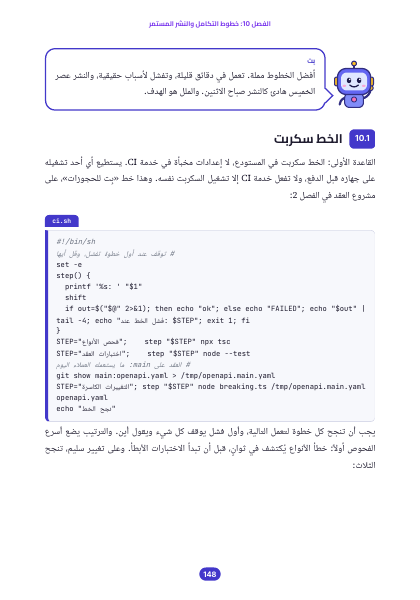 الفصل 10: خطوط التكامل والنشر المستمر
بت
أفضل الخطوط مملة. تعمل في دقائق قليلة، وتفشل لأسباب حقيقية، والنشر عصر
الخميس هادئ كالنشر صباح الاثنين. والملل هو الهدف.
10.1 الخط سكربت
القاعدة الأولى: الخط سكربت في المستودع، لا إعدادات مخبأة في خدمة CI. يستطيع أي أحد تشغيله
على جهازه قبل الدفع، ولا تفعل خدمة CI إلا تشغيل السكربت نفسه. وهذا خط «بِت للحجوزات»، على
مشروع العقد في الفصل 2:
ci.sh
#!/bin/sh
# توقف عند أول خطوة تفشل، وقل أيها
set -e
step() {
printf '%s: ' "$1"
shift
if out=$("$@" 2>&1); then echo "ok"; else echo "FAILED"; echo "$out" |
tail -4; echo "فشل الخط عند: $STEP"; exit 1; fi
}
STEP="فحص الأنواع"; step "$STEP" npx tsc
STEP="اختبارات العقد"; step "$STEP" node --test
# العقد على main: ما يستعمله العملاء اليوم
git show main:openapi.yaml > /tmp/openapi.main.yaml
STEP="التغييرات الكاسرة"; step "$STEP" node breaking.ts /tmp/openapi.main.yaml
openapi.yaml
echo "نجح الخط"
يجب أن تنجح كل خطوة لتعمل التالية، وأول فشل يوقف كل شيء ويقول أين. والترتيب يضع أسرع
الفحوص أولاً: خطأ الأنواع يُكتشف في ثوانٍ، قبل أن تبدأ الاختبارات الأبطأ. وعلى تغيير سليم، تنجح
الثلاث:
148